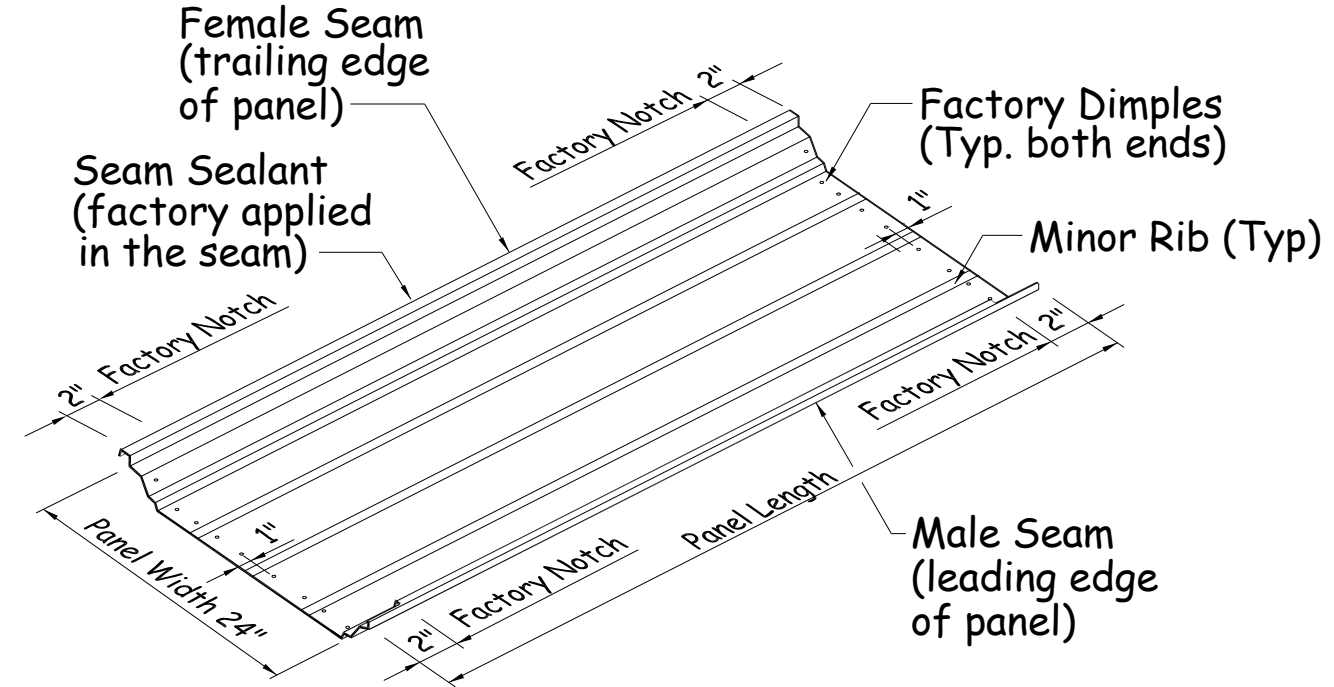 Female Seam
(trailing edge
of panel)
2"
Factory Notch
Factory Dimples
(Typ. both ends)
Seam Sealant
(factory applied
in the seam)
1"
Minor Rib (Typ)
Factory Notch
2"
2"
Factory Notch
Panel Length
1"
Panel Width 24"
Factory Notch
2"
Male Seam
(leading edge
of panel)